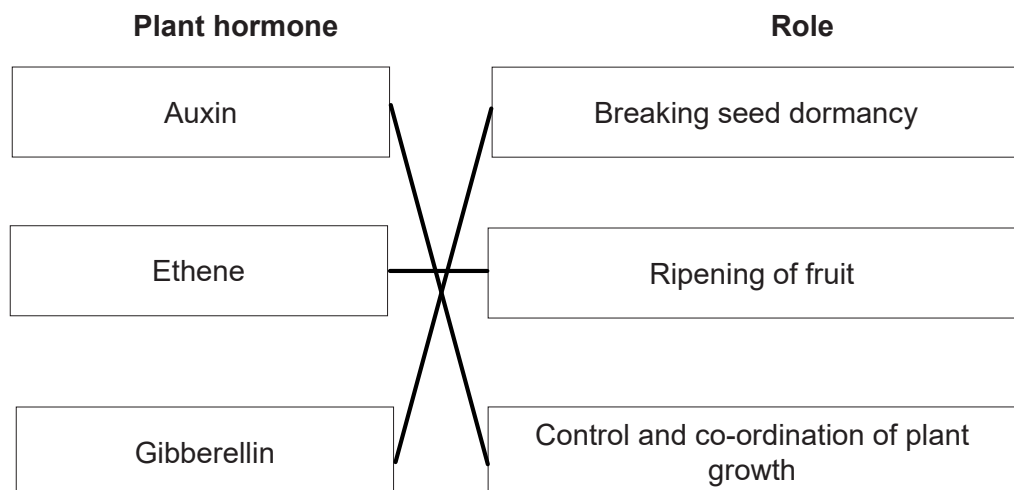 Plant hormone
Role
Auxin
Breaking seed dormancy
Ethene
Ripening of fruit
Gibberellin
Control and co-ordination of plant
growth